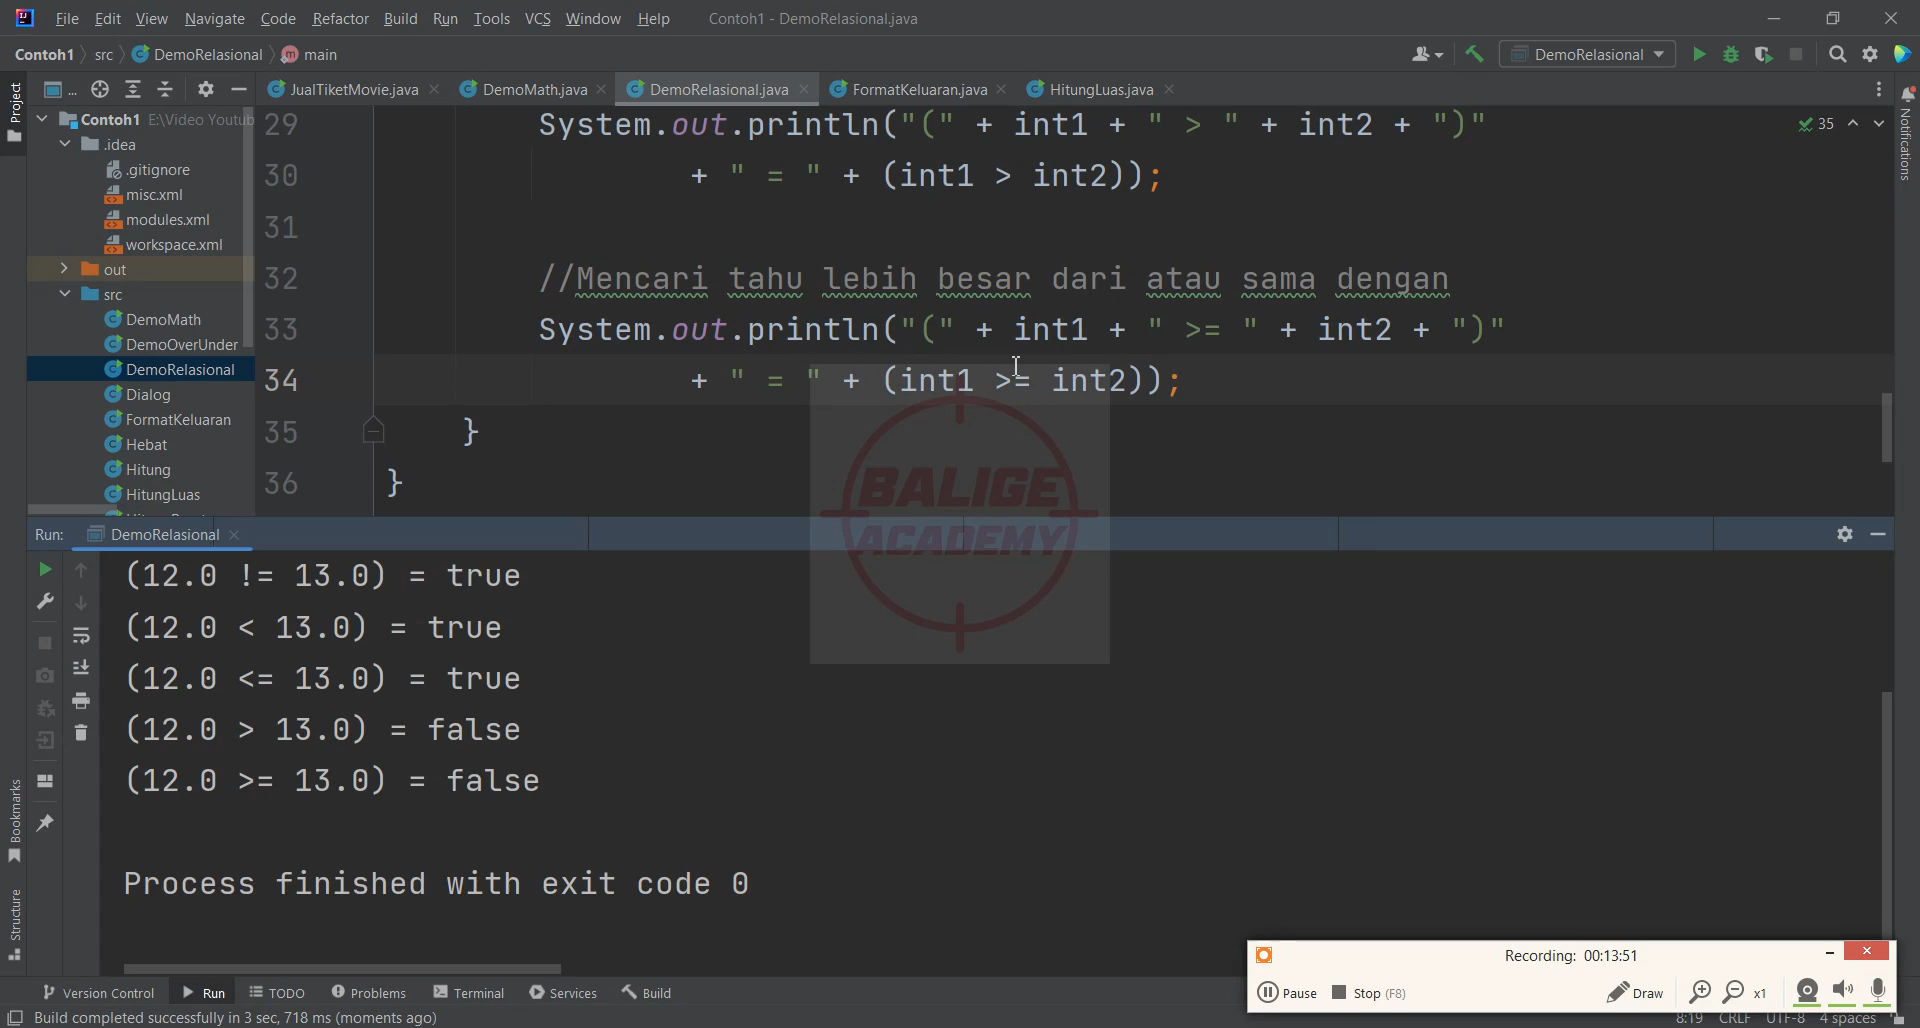 File Edit View Navigate Code Refactor Build Run Tools VCS Window Help Contoh1 - DemoRelasional.java
Contoh1 src DemoRelasional main DemoRelasional
Project
... JualTiketMovie.java DemoMath.java DemoRelasional.java FormatKeluaran.java HitungLuas.java
Notifications
Contoh1 E:\Video Youtub
.idea
.gitignore
misc.xml
modules.xml
workspace.xml
out
src
DemoMath
DemoOverUnder
DemoRelasional
Dialog
FormatKeluaran
Hebat
Hitung
HitungLuas
35
29 System.out.println("(" + int1 + " > " + int2 + ")"
30 + " = " + (int1 > int2));
31
32 //Mencari tahu lebih besar dari atau sama dengan
33 System.out.println("(" + int1 + " >= " + int2 + ")"
34 + " = " + (int1 >= int2));
35 }
36 }
BALIGE
ACADEMY
Run: DemoRelasional
(12.0 != 13.0) = true
(12.0 < 13.0) = true
(12.0 <= 13.0) = true
(12.0 > 13.0) = false
(12.0 >= 13.0) = false
Process finished with exit code 0
Bookmarks
Structure
Recording: 00:13:51
Pause Stop (F8) Draw x1
Version Control Run TODO Problems Terminal Services Build
Build completed successfully in 3 sec, 718 ms (moments ago) 8:19 CRLF UTF-8 4 spaces